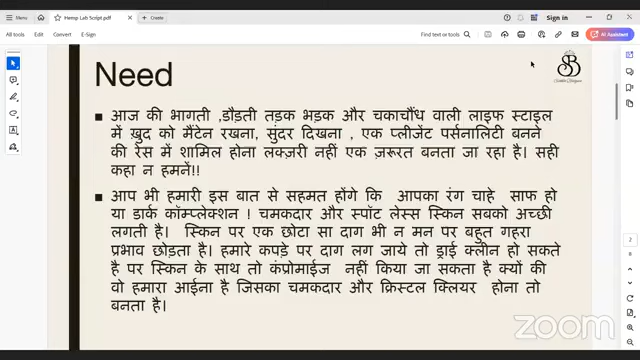 Menu
Hemp Lab Script.pdf
+ Create
Sign in
All tools
Edit
Convert
E-Sign
Find text or tools
AI Assistant
Need
SB
■ आज की भागती ,डौड़ती तड़क भड़क और चकाचौंध वाली लाइफ स्टाइल
में ख़ुद को मैंटेन रखना, सुंदर दिखना , एक प्लीजेंट पर्सनालिटी बनने
की रेस में शामिल होना लक्ज़री नहीं एक ज़रूरत बनता जा रहा है। सही
कहा न हमनें!!
■ आप भी हमारी इस बात से सहमत होंगे कि आपका रंग चाहे साफ हो
या डार्क कॉम्प्लेक्शन ! चमकदार और स्पॉट लेस्स स्किन सबको अच्छी
लगती है। स्किन पर एक छोटा सा दाग भी न मन पर बहुत गहरा
प्रभाव छोड़ता है। हमारे कपड़े पर दाग लग जाये तो ड्राई क्लीन हो सकते
है पर स्किन के साथ तो कंप्रोमाईज नहीं किया जा सकता है क्यों की
वो हमारा आईना है जिसका चमकदार और क्रिस्टल क्लियर होना तो
बनता है।
2
zoom